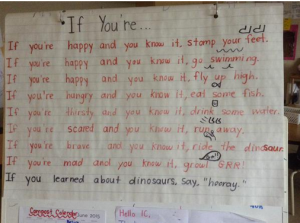 If You're...
If you're happy and you know it, stomp your feet.
If you're happy and you know it, go swimming.
If you're happy and you know it, fly up high.
If you're hungry and you know it, eat some fish.
If you're thirsty and you know it, drink some water.
If you're scared and you know it, run away.
If you're brave and you know it, ride the dinosaur.
If you're mad and you know it, growl GRR!
If you learned about dinosaurs, say, "hooray."
Hello